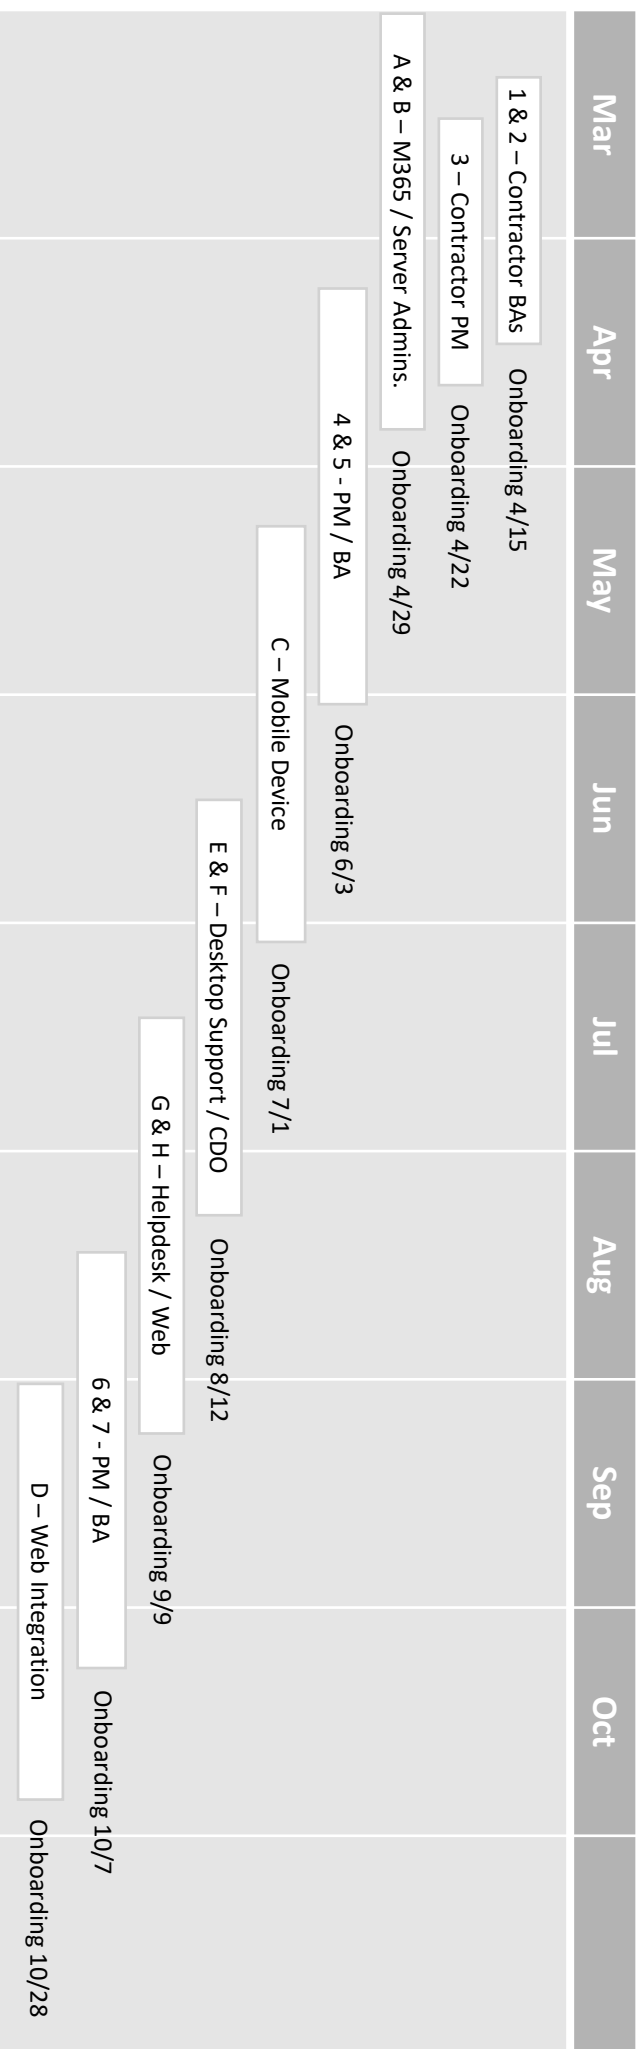 Mar
Apr
May
Jun
Jul
Aug
Sep
Oct
1 & 2 – Contractor BAs
Onboarding 4/15
3 – Contractor PM
Onboarding 4/22
A & B – M365 / Server Admins.
Onboarding 4/29
4 & 5 - PM / BA
Onboarding 6/3
C – Mobile Device
Onboarding 7/1
E & F – Desktop Support / CDO
Onboarding 8/12
G & H – Helpdesk / Web
Onboarding 9/9
6 & 7 - PM / BA
Onboarding 10/7
D – Web Integration
Onboarding 10/28